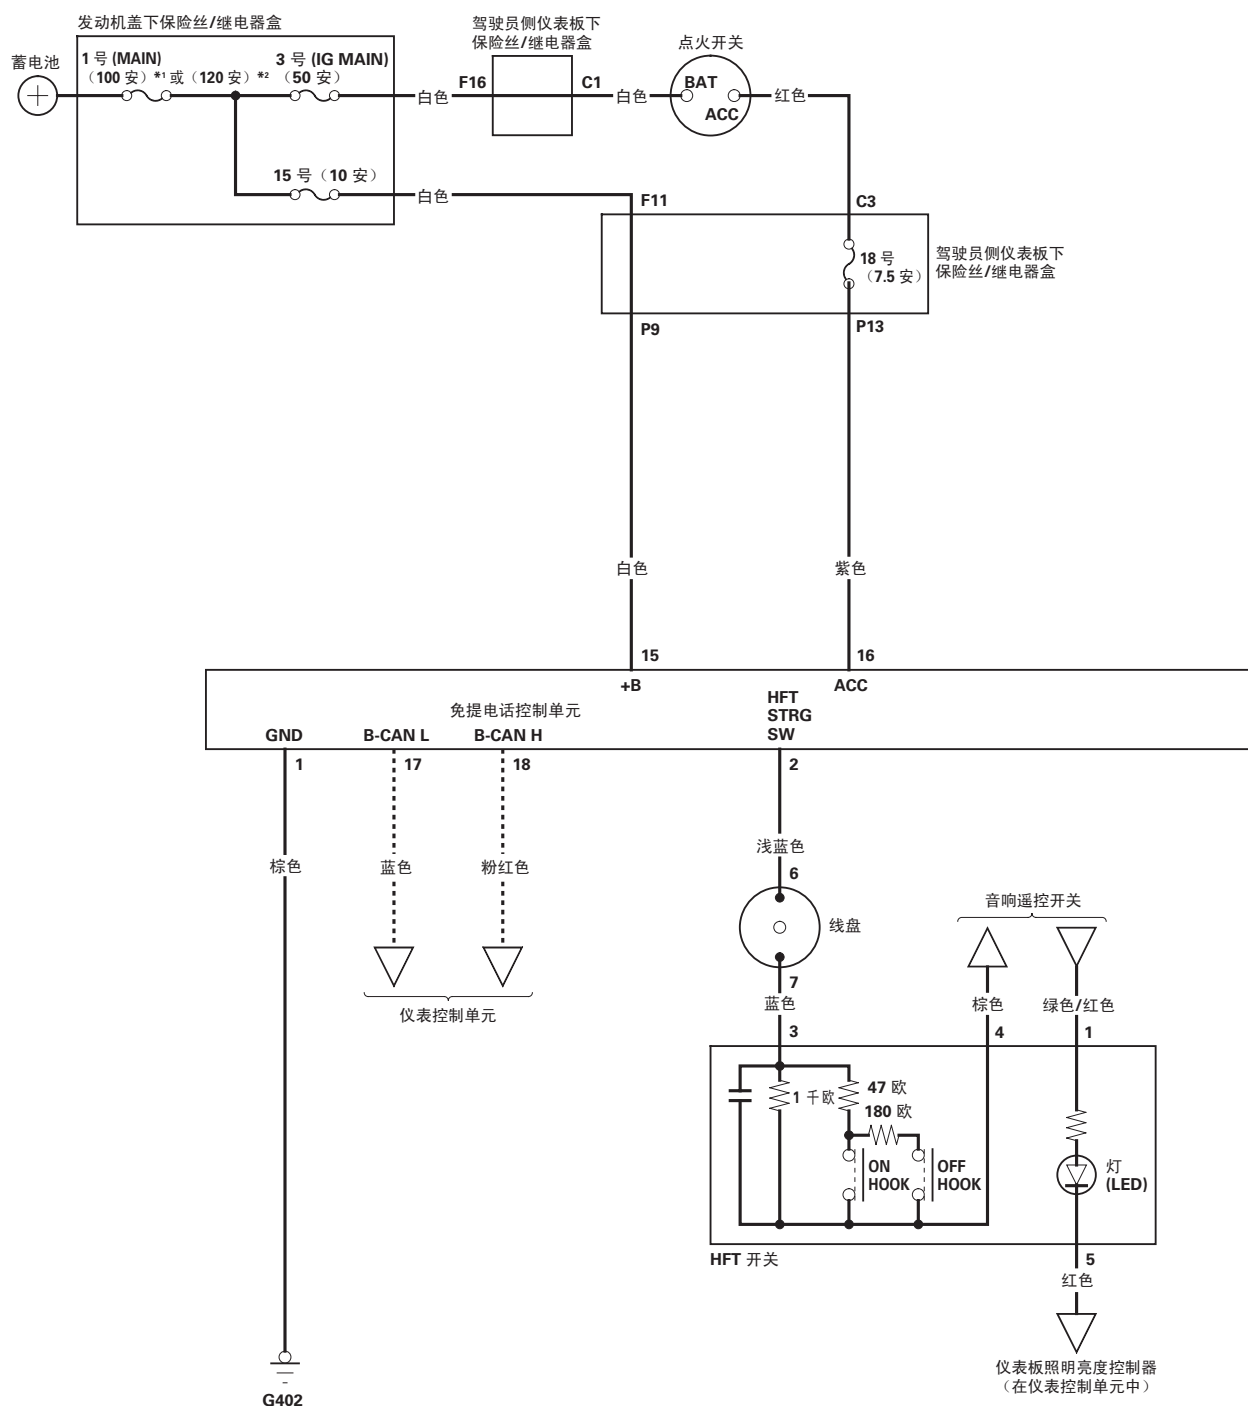 发动机盖下保险丝/继电器盒
驾驶员侧仪表板下
保险丝/继电器盒
点火开关
蓄电池
1 号 (MAIN)
（100 安）*1 或（120 安）*2
3 号 (IG MAIN)
（50 安）
白色
F16
C1
白色
BAT
ACC
红色
15 号（10 安）
白色
F11
C3
18 号
（7.5 安）
驾驶员侧仪表板下
保险丝/继电器盒
P9
P13
白色
紫色
15
16
+B
ACC
免提电话控制单元
HFT
STRG
SW
GND
B-CAN L
B-CAN H
1
17
18
2
棕色
蓝色
粉红色
浅蓝色
6
线盘
7
蓝色
3
仪表控制单元
音响遥控开关
棕色
绿色/红色
4
1
1 千欧
47 欧
180 欧
ON
HOOK
OFF
HOOK
灯
(LED)
HFT 开关
5
红色
仪表板照明亮度控制器
（在仪表控制单元中）
G402